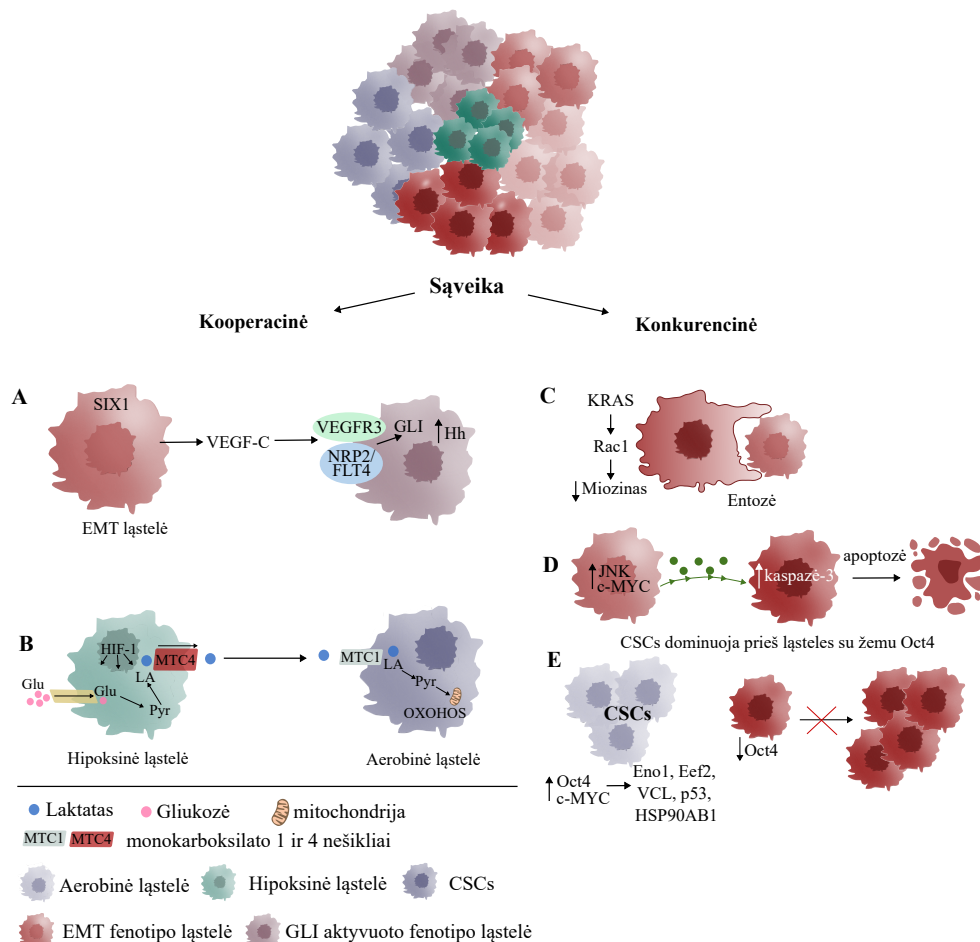 Sąveika
Kooperacinė
Konkurencinė
A
SIX1
VEGF-C
VEGFR3
NRP2/
FLT4
GLI
Hh
EMT ląstelė
B
HIF-1
MTC4
LA
Glu
Glu
Pyr
Hipoksinė ląstelė
MTC1
LA
Pyr
OXOHOS
Aerobinė ląstelė
C
KRAS
Rac1
Miozinas
Entozė
D
JNK
c-MYC
kaspazė-3
apoptozė
CSCs dominuoja prieš ląsteles su žemu Oct4
E
CSCs
Oct4
c-MYC
Eno1, Eef2,
VCL, p53,
HSP90AB1
Oct4
Laktatas
Gliukozė
mitochondrija
MTC1 MTC4 monokarboksilato 1 ir 4 nešikliai
Aerobinė ląstelė
Hipoksinė ląstelė
CSCs
EMT fenotipo ląstelė
GLI aktyvuoto fenotipo ląstelė